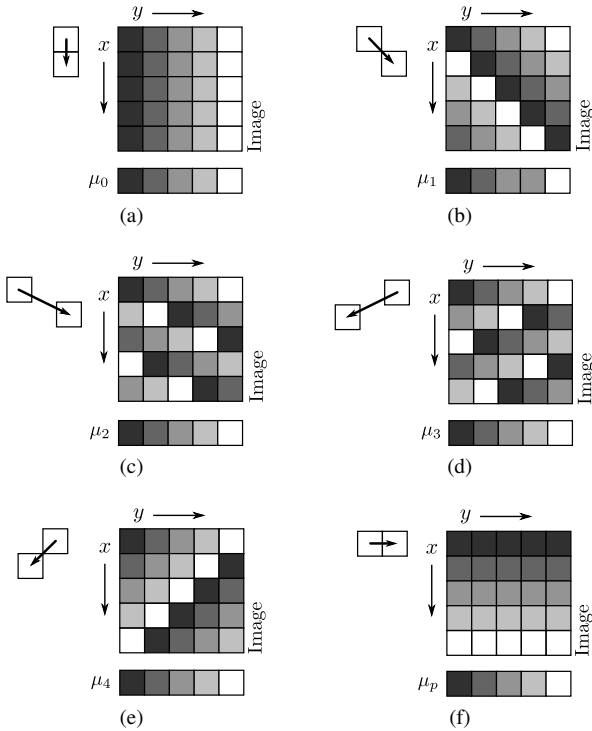 y
x
Image
μ0
(a)
y
x
Image
μ1
(b)
y
x
Image
μ2
(c)
y
x
Image
μ3
(d)
y
x
Image
μ4
(e)
y
x
Image
μp
(f)